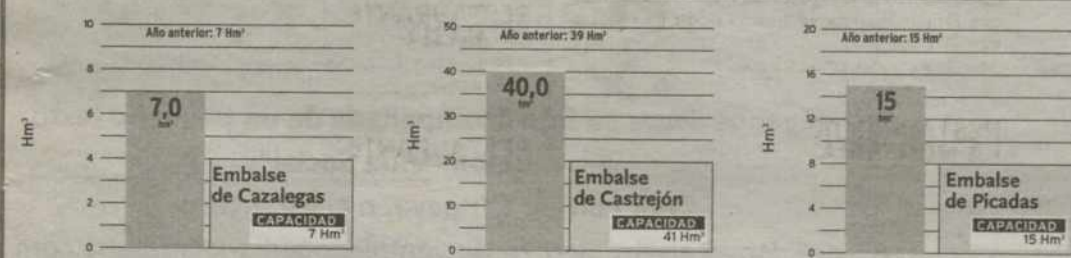 Año anterior: 7 Hm³
10
8
6
4
2
0
Hm³
7,0
hm³
Embalse
de Cazalegas
CAPACIDAD
7 Hm³
Año anterior: 39 Hm³
50
40
30
20
10
0
Hm³
40,0
hm³
Embalse
de Castrejón
CAPACIDAD
41 Hm³
Año anterior: 15 Hm³
20
16
12
8
4
0
Hm³
15
hm³
Embalse
de Picadas
CAPACIDAD
15 Hm³